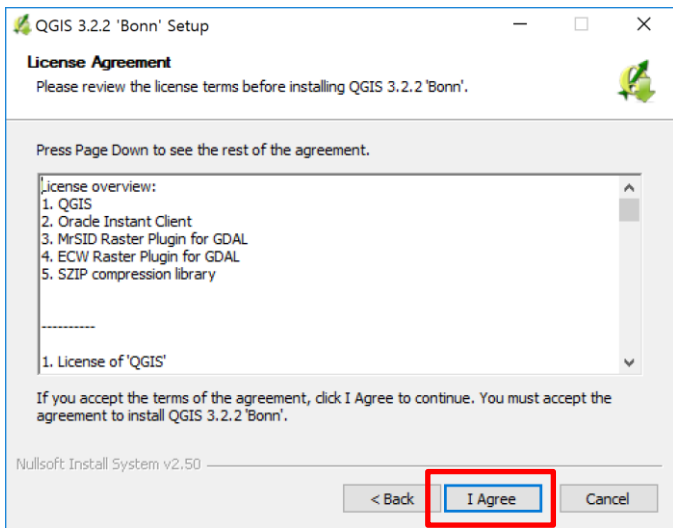 QGIS 3.2.2 'Bonn' Setup
License Agreement
Please review the license terms before installing QGIS 3.2.2 'Bonn'.
Press Page Down to see the rest of the agreement.
License overview:
1. QGIS
2. Oracle Instant Client
3. MrSID Raster Plugin for GDAL
4. ECW Raster Plugin for GDAL
5. SZIP compression library
----------
1. License of 'QGIS'
If you accept the terms of the agreement, click I Agree to continue. You must accept the
agreement to install QGIS 3.2.2 'Bonn'.
Nullsoft Install System v2.50
< Back
I Agree
Cancel